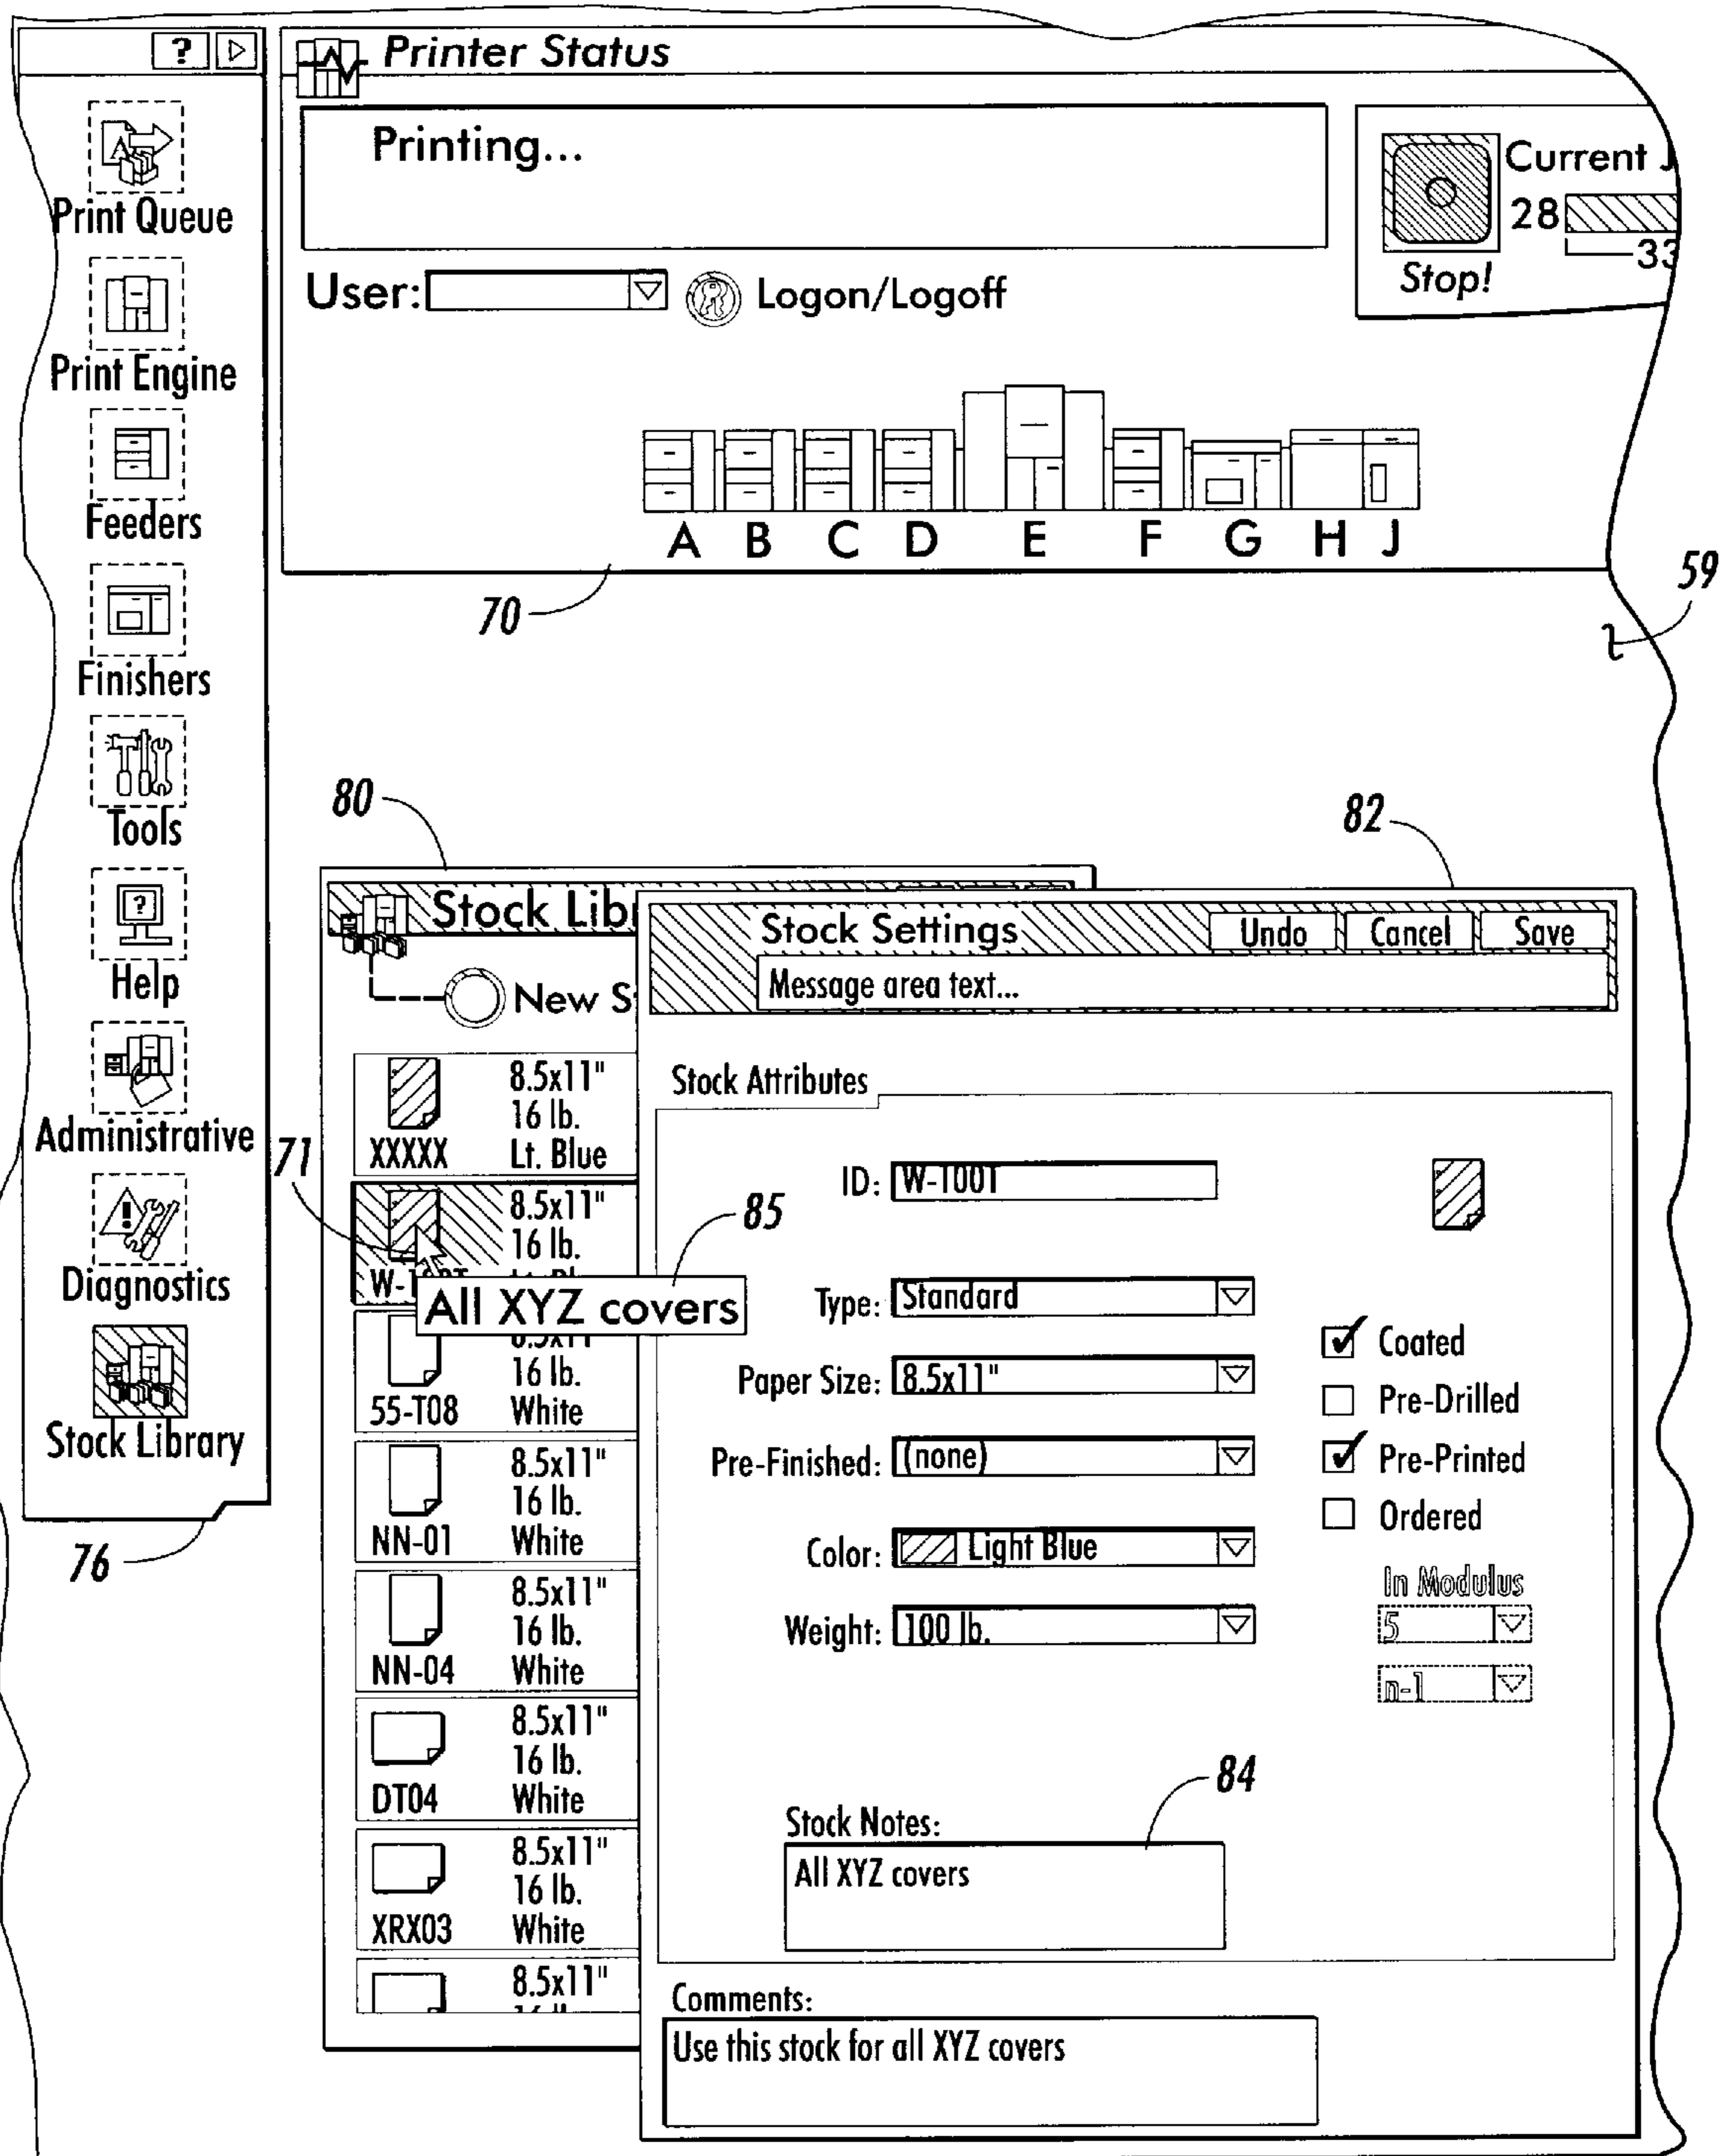 ?
Print Queue
Print Engine
Feeders
Finishers
Tools
?
Help
Administrative
Diagnostics
Stock Library
76
Printer Status
Printing...
User:
Logon/Logoff
Current
28
33
Stop!
A B C D E F G H J
70
59
80
Stock Lib
New S
8.5x11"
16 lb.
XXXXX Lt. Blue
71
8.5x11"
16 lb.
85
All XYZ covers
16 lb.
55-T08 White
8.5x11"
16 lb.
NN-01 White
8.5x11"
16 lb.
NN-04 White
8.5x11"
16 lb.
DT04 White
8.5x11"
16 lb.
XRX03 White
8.5x11"
82
Stock Settings Undo Cancel Save
Message area text...
Stock Attributes
ID: W-T001
Type: Standard
Paper Size: 8.5x11"
Pre-Finished: (none)
Color: Light Blue
Weight: 100 lb.
Coated
Pre-Drilled
Pre-Printed
Ordered
In Modulus
5
n-1
84
Stock Notes:
All XYZ covers
Comments:
Use this stock for all XYZ covers